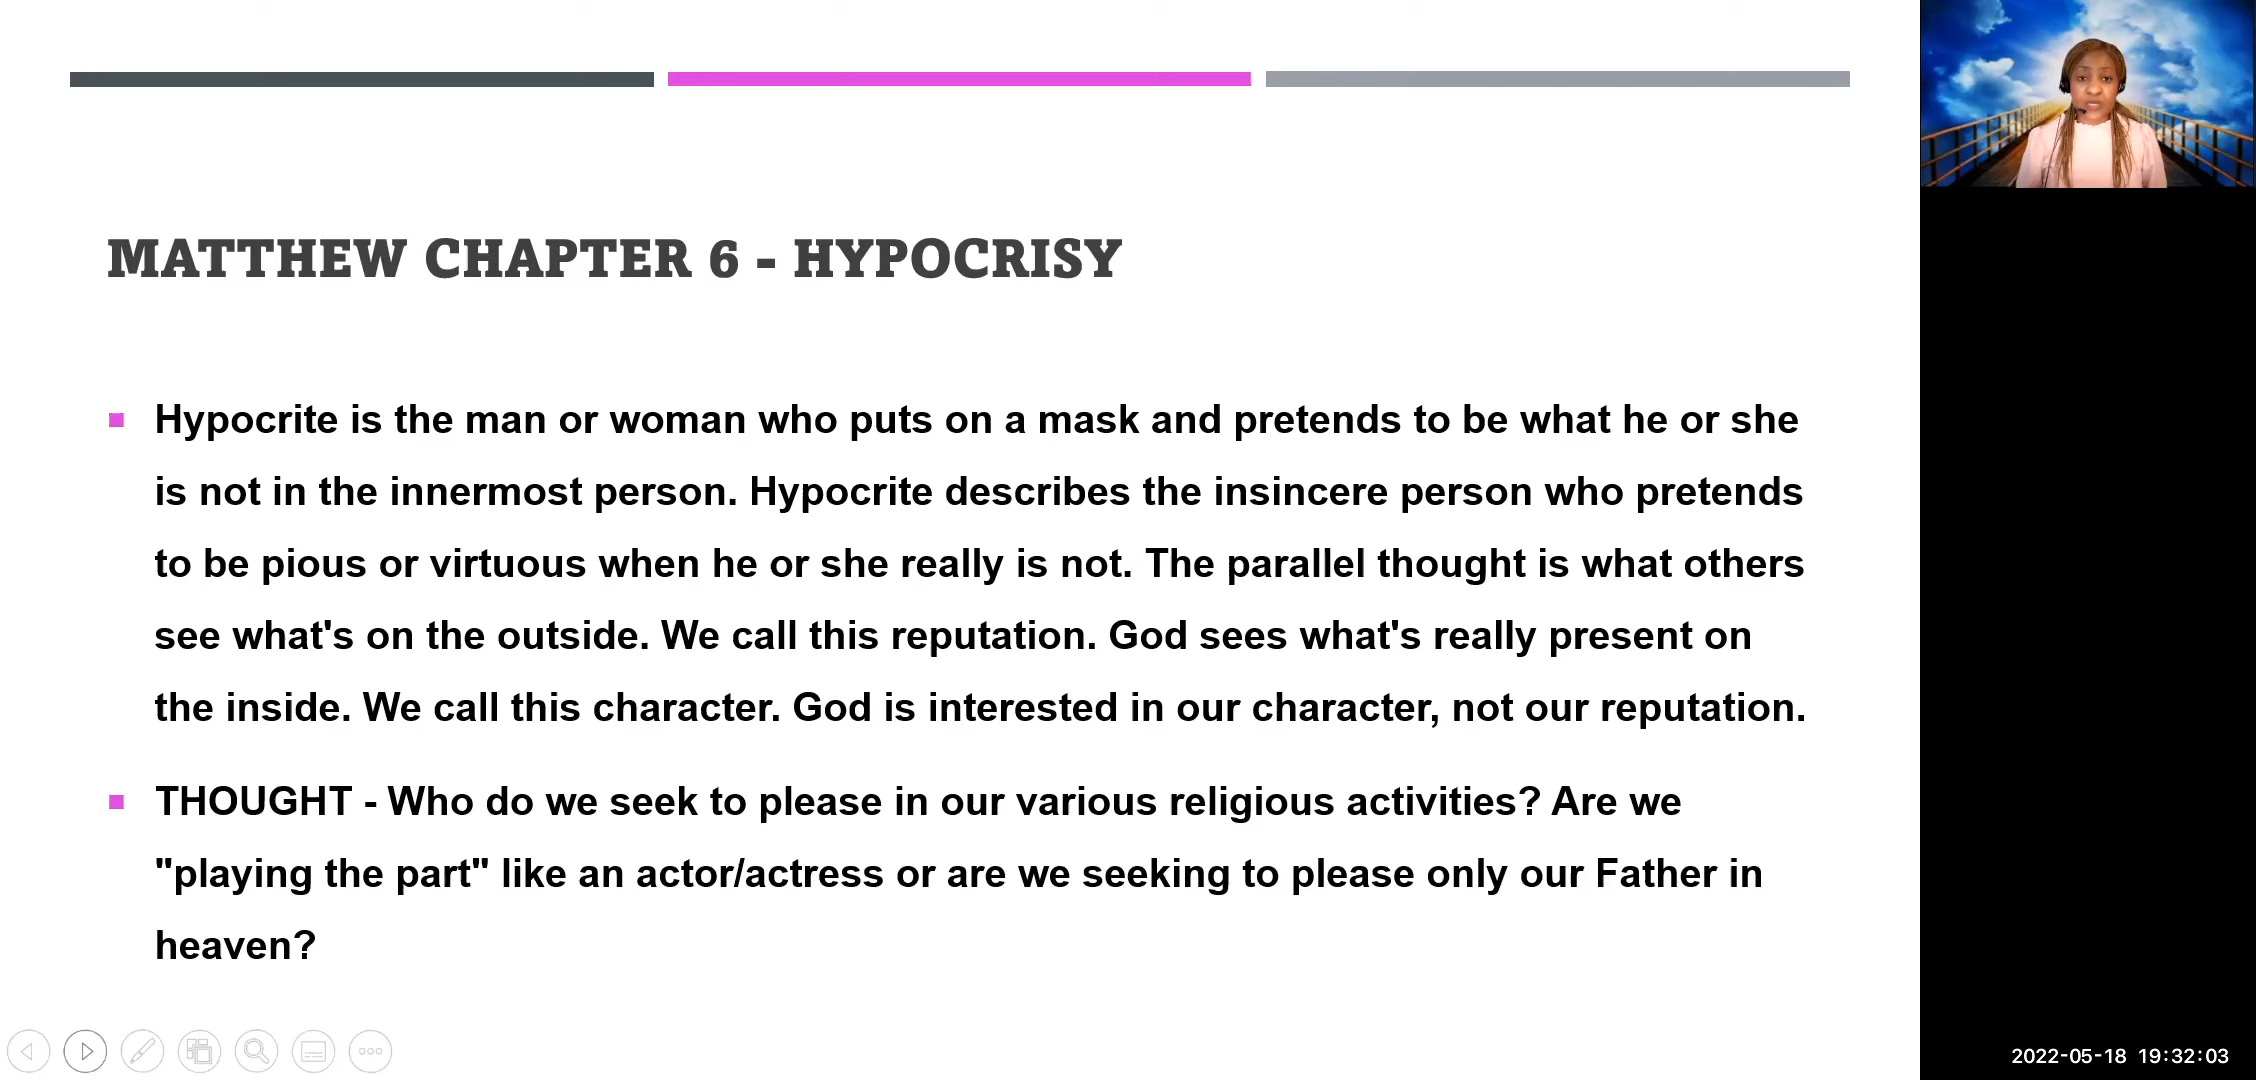 MATTHEW CHAPTER 6 - HYPOCRISY
Hypocrite is the man or woman who puts on a mask and pretends to be what he or she
is not in the innermost person. Hypocrite describes the insincere person who pretends
to be pious or virtuous when he or she really is not. The parallel thought is what others
see what's on the outside. We call this reputation. God sees what's really present on
the inside. We call this character. God is interested in our character, not our reputation.
THOUGHT - Who do we seek to please in our various religious activities? Are we
"playing the part" like an actor/actress or are we seeking to please only our Father in
heaven?
2022-05-18 19:32:03